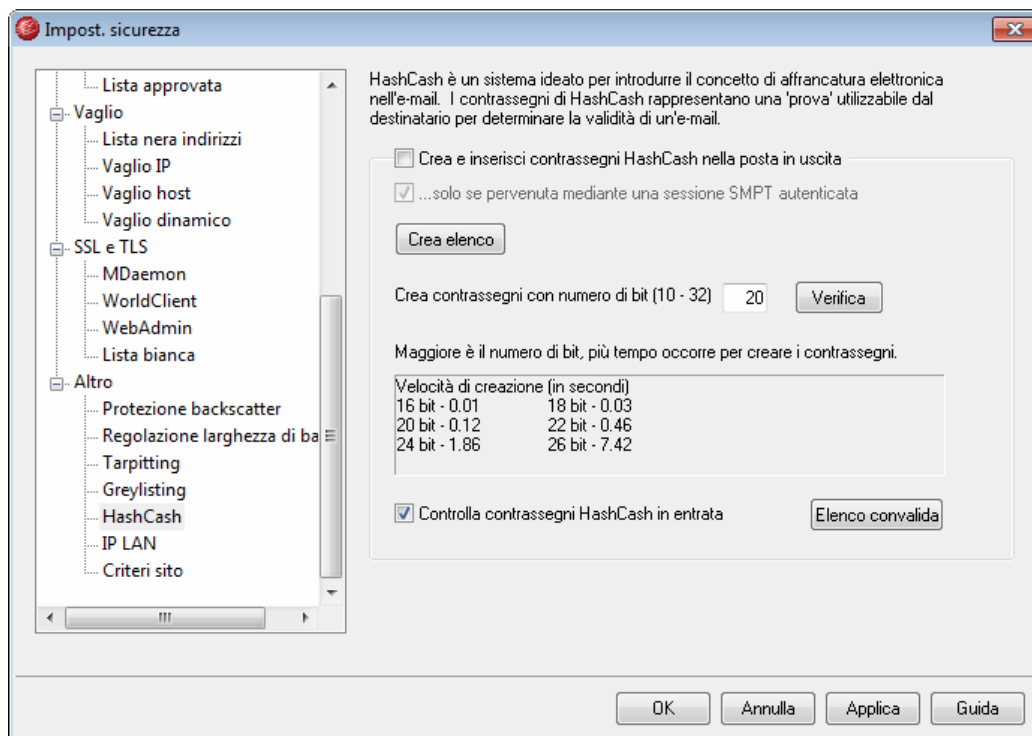 Impost. sicurezza
Lista approvata
Vaglio
Lista nera indirizzi
Vaglio IP
Vaglio host
Vaglio dinamico
SSL e TLS
MDaemon
WorldClient
WebAdmin
Lista bianca
Altro
Protezione backscatter
Regolazione larghezza di ba
Tarpitting
Greylisting
HashCash
IP LAN
Criteri sito
HashCash è un sistema ideato per introdurre il concetto di affrancatura elettronica
nell'e-mail. I contrassegni di HashCash rappresentano una 'prova' utilizzabile dal
destinatario per determinare la validità di un'e-mail.
Crea e inserisci contrassegni HashCash nella posta in uscita
...solo se pervenuta mediante una sessione SMPT autenticata
Crea elenco
Crea contrassegni con numero di bit (10 - 32) 20 Verifica
Maggiore è il numero di bit, più tempo occorre per creare i contrassegni.
Velocità di creazione (in secondi)
16 bit - 0.01 18 bit - 0.03
20 bit - 0.12 22 bit - 0.46
24 bit - 1.86 26 bit - 7.42
Controlla contrassegni HashCash in entrata Elenco convalida
OK Annulla Applica Guida